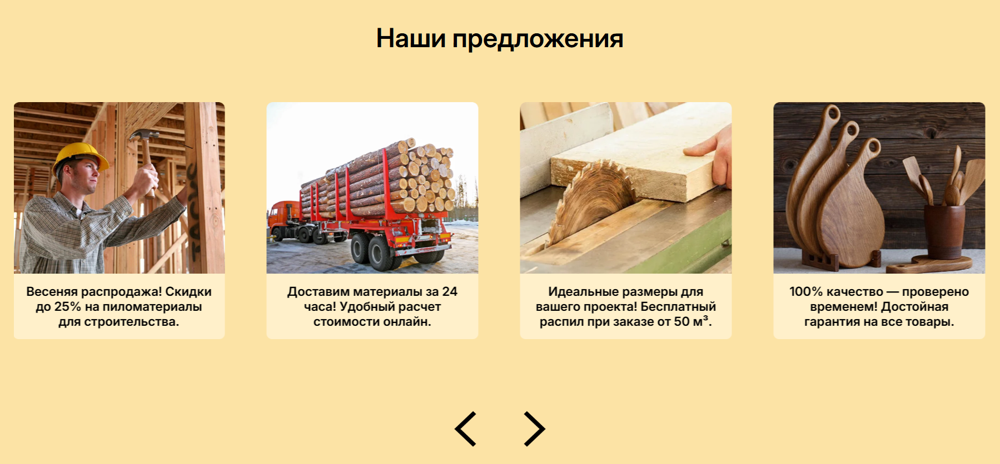 Наши предложения
Весеняя распродажа! Скидки
до 25% на пиломатериалы
для строительства.
Доставим материалы за 24
часа! Удобный расчет
стоимости онлайн.
Идеальные размеры для
вашего проекта! Бесплатный
распил при заказе от 50 м³.
100% качество — проверено
временем! Достойная
гарантия на все товары.